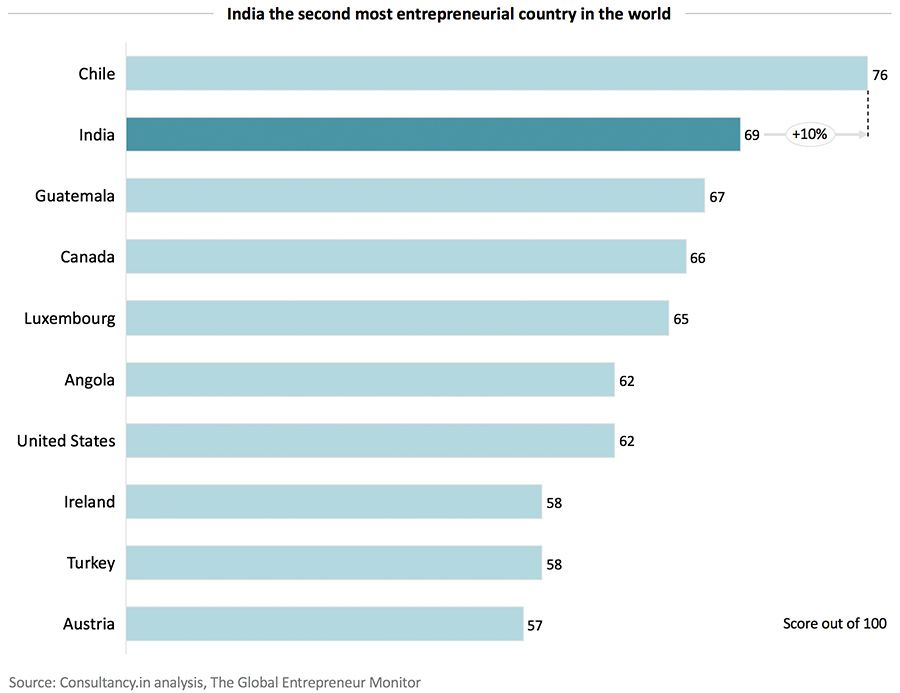 India the second most entrepreneurial country in the world
Chile 76
India 69 +10%
Guatemala 67
Canada 66
Luxembourg 65
Angola 62
United States 62
Ireland 58
Turkey 58
Austria 57
Score out of 100
Source: Consultancy.in analysis, The Global Entrepreneur Monitor